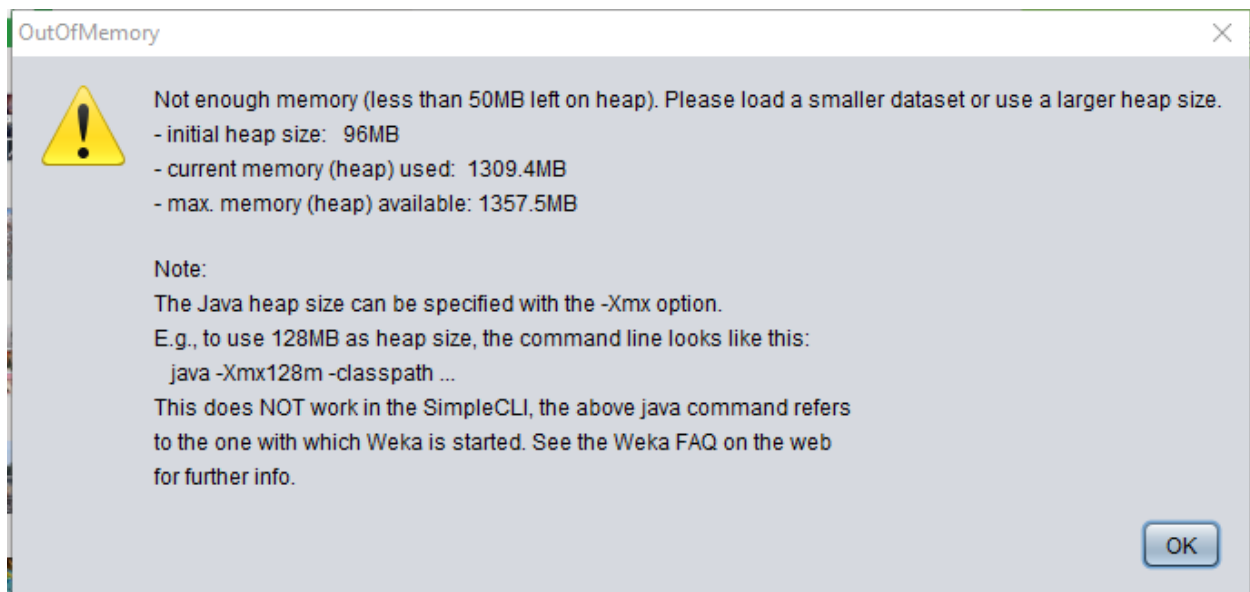 OutOfMemory
Not enough memory (less than 50MB left on heap). Please load a smaller dataset or use a larger heap size.
- initial heap size:   96MB
- current memory (heap) used:  1309.4MB
- max. memory (heap) available: 1357.5MB
Note:
The Java heap size can be specified with the -Xmx option.
E.g., to use 128MB as heap size, the command line looks like this:
java -Xmx128m -classpath ...
This does NOT work in the SimpleCLI, the above java command refers
to the one with which Weka is started. See the Weka FAQ on the web
for further info.
OK